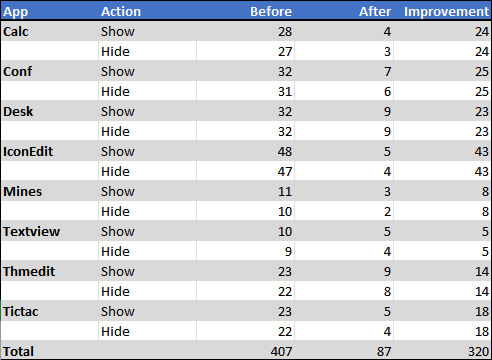 App Action Before After Improvement
Calc Show 28 4 24
Hide 27 3 24
Conf Show 32 7 25
Hide 31 6 25
Desk Show 32 9 23
Hide 32 9 23
IconEdit Show 48 5 43
Hide 47 4 43
Mines Show 11 3 8
Hide 10 2 8
Textview Show 10 5 5
Hide 9 4 5
Thmedit Show 23 9 14
Hide 22 8 14
Tictac Show 23 5 18
Hide 22 4 18
Total 407 87 320